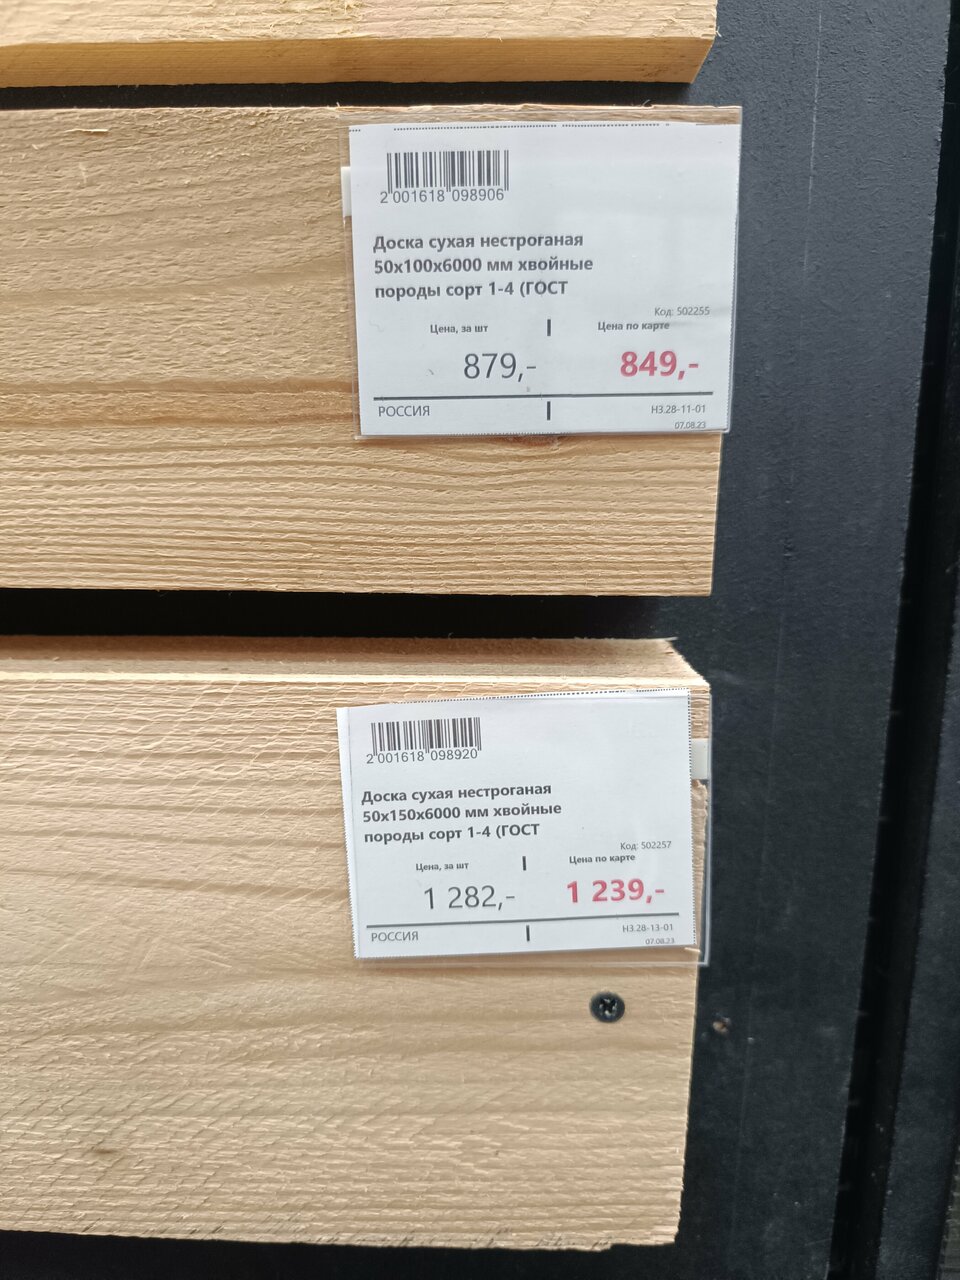 2 001618 098906
Доска сухая нестроганая
50х100х6000 мм хвойные
породы сорт 1-4 (ГОСТ
Код: 502255
Цена, за шт
Цена по карте
879,-
849,-
РОССИЯ
Н3.28-11-01
07.08.23
2 001618 098920
Доска сухая нестроганая
50х150х6000 мм хвойные
породы сорт 1-4 (ГОСТ
Код: 502257
Цена, за шт
Цена по карте
1 282,-
1 239,-
РОССИЯ
Н3.28-13-01
07.08.23